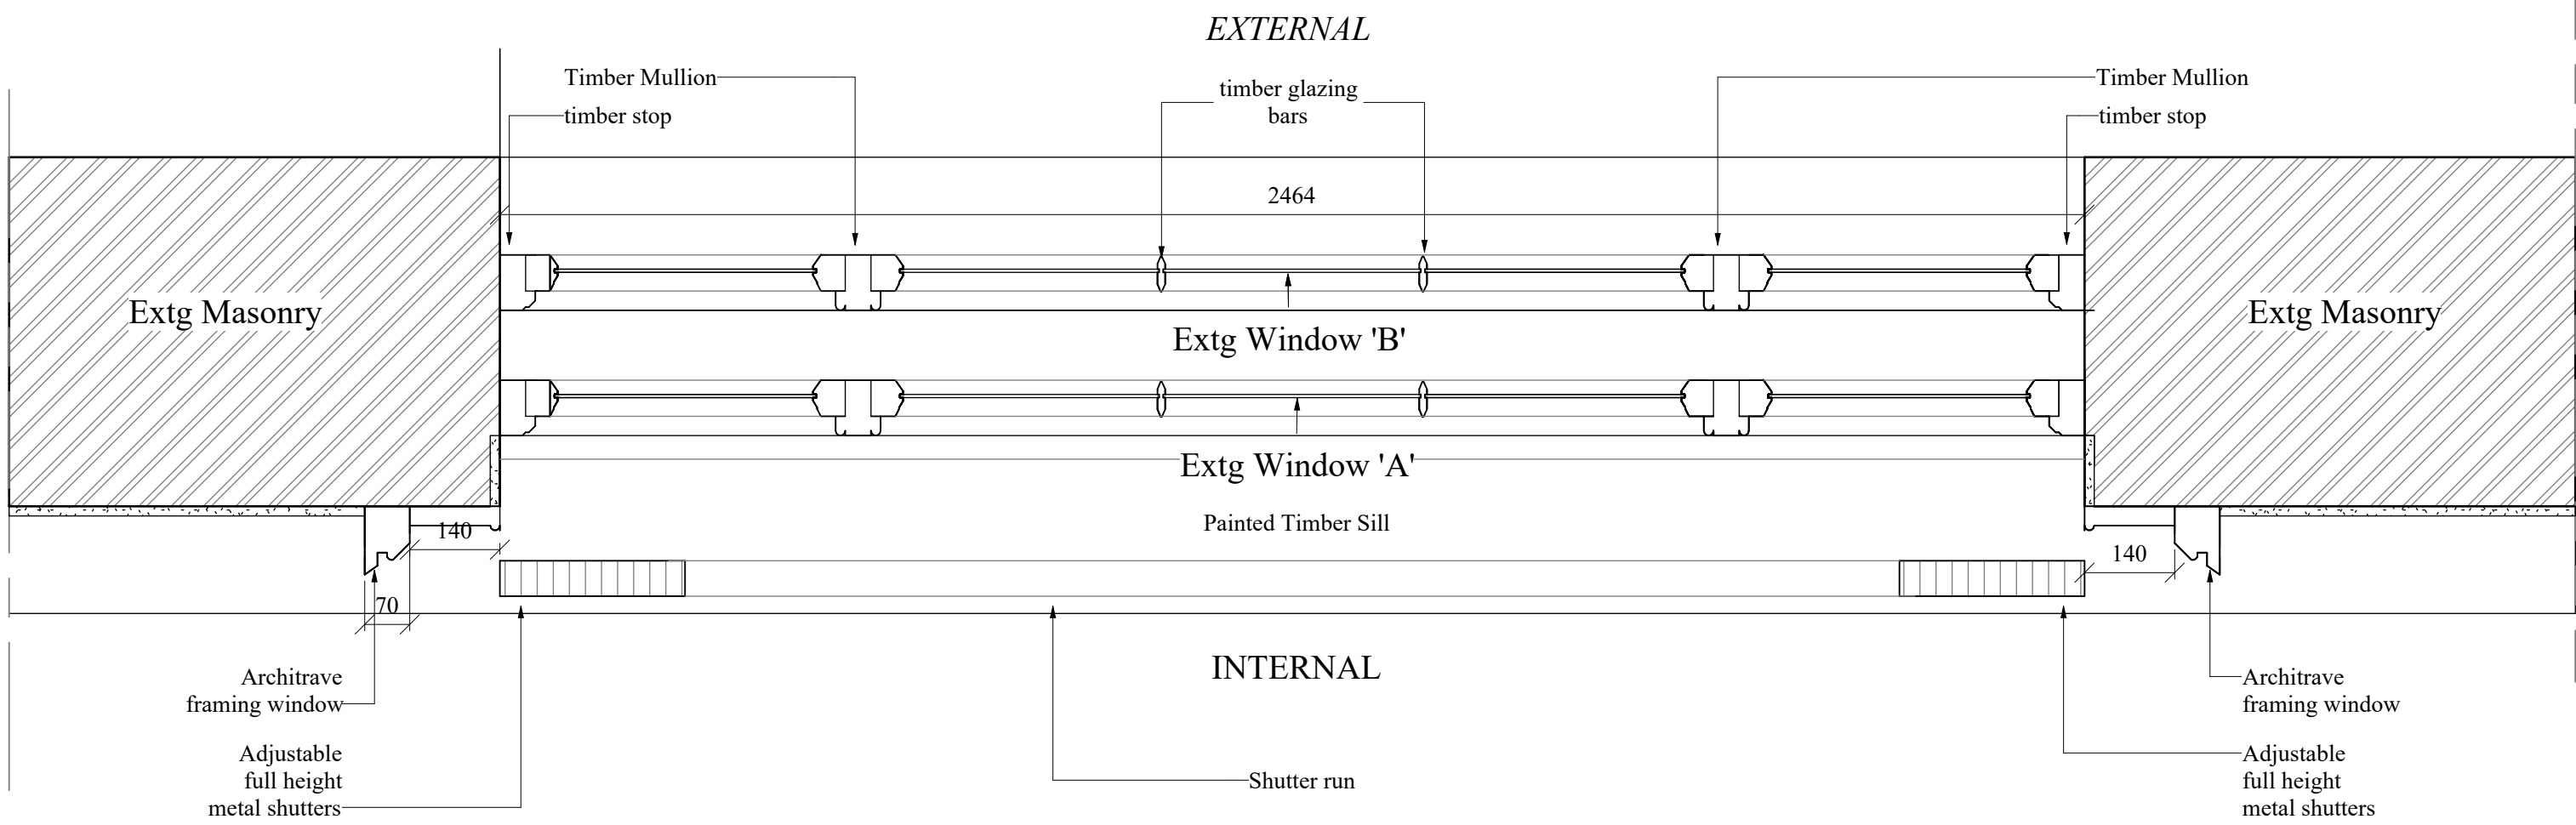 EXTERNAL
Timber Mullion
timber glazing
bars
Timber Mullion
timber stop
timber stop
2464
Extg Masonry
Extg Masonry
Extg Window 'B'
Extg Window 'A'
Painted Timber Sill
140
140
70
INTERNAL
Architrave
framing window
Architrave
framing window
Adjustable
full height
metal shutters
Shutter run
Adjustable
full height
metal shutters